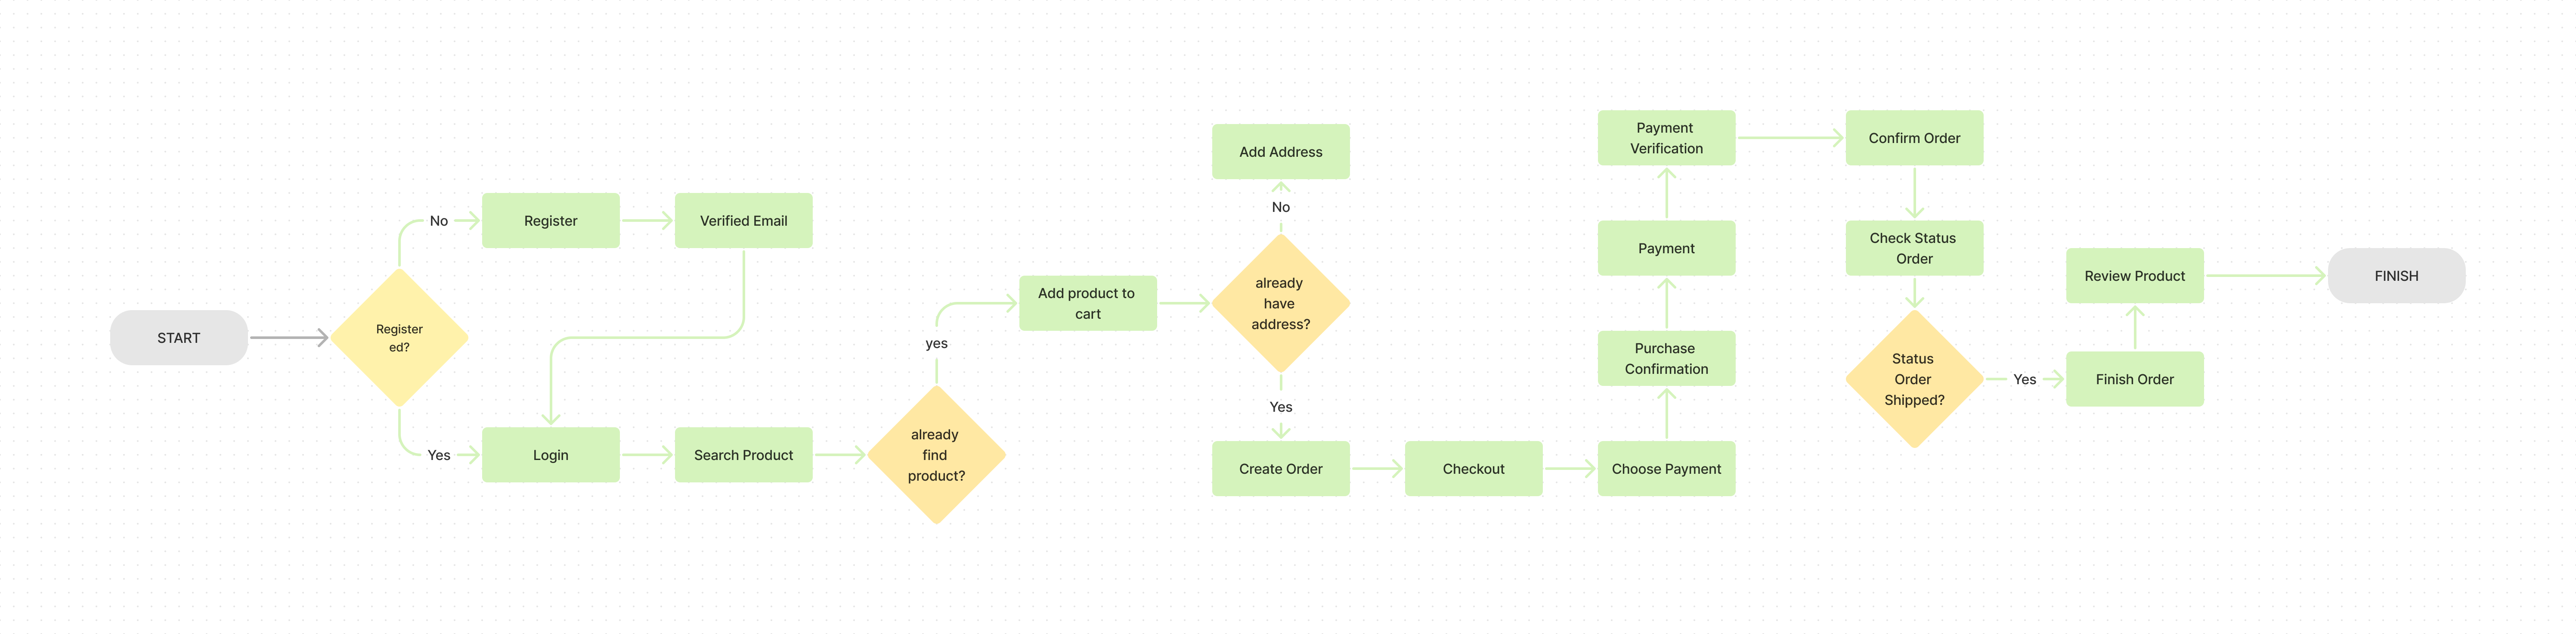 START
Register
ed?
No
Register
Verified Email
Yes
Login
Search Product
already
find
product?
yes
Add product to
cart
already
have
address?
No
Add Address
Yes
Create Order
Checkout
Choose Payment
Purchase
Confirmation
Payment
Payment
Verification
Confirm Order
Check Status
Order
Status
Order
Shipped?
Yes
Finish Order
Review Product
FINISH